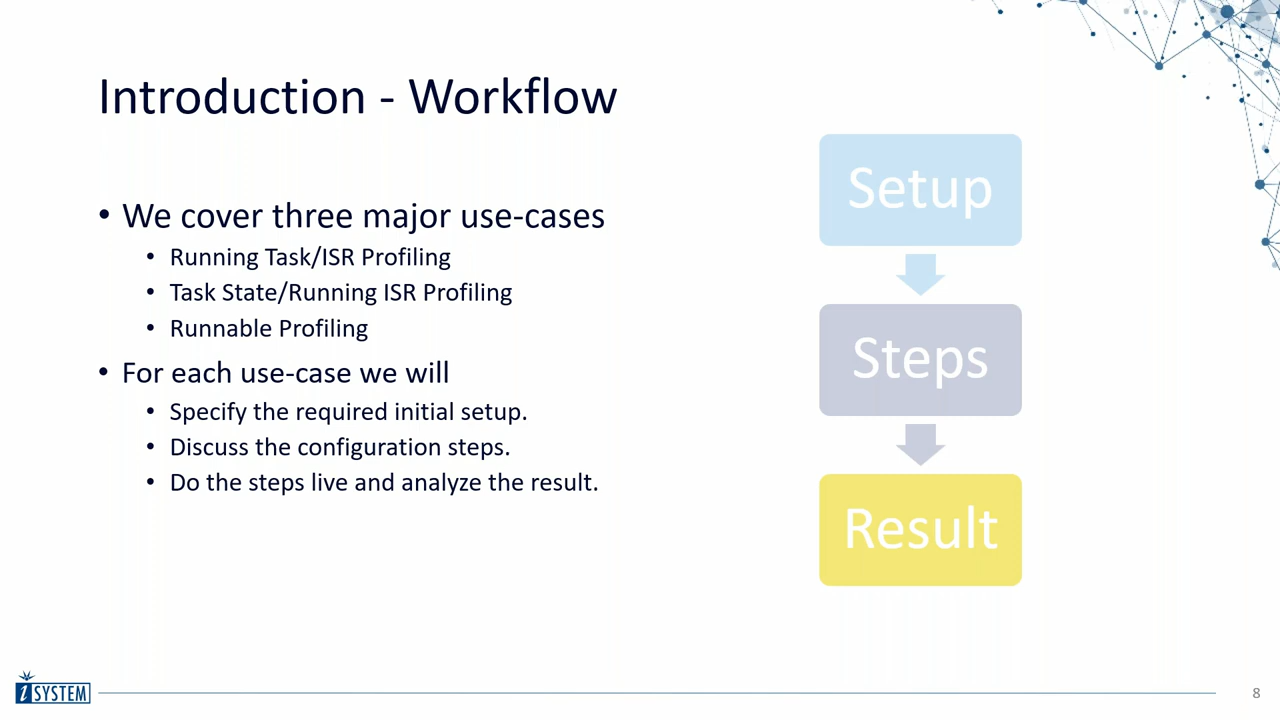 Introduction - Workflow
• We cover three major use-cases
• Running Task/ISR Profiling
• Task State/Running ISR Profiling
• Runnable Profiling
• For each use-case we will
• Specify the required initial setup.
• Discuss the configuration steps.
• Do the steps live and analyze the result.
Setup
Steps
Result
iSYSTEM
8